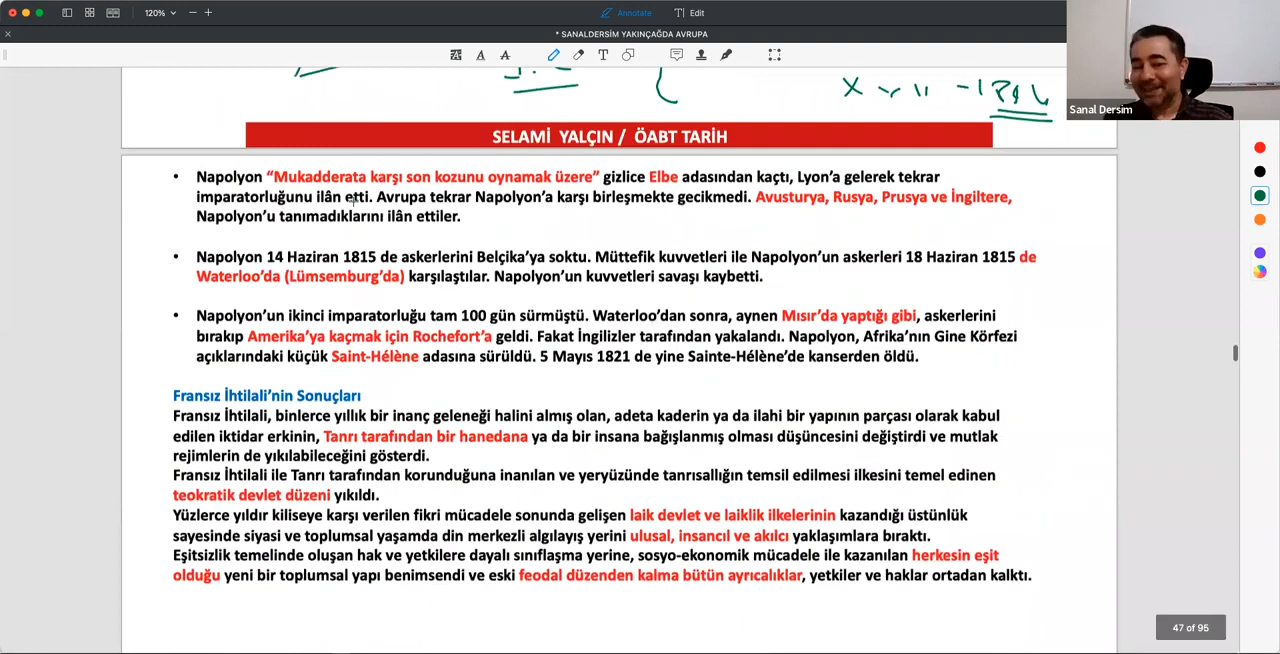 120%
Annotate
Edit
* SANALDERSİM YAKINÇAĞDA AVRUPA
X
- 1814
Sanal Dersim
SELAMİ YALÇIN / ÖABT TARİH
• Napolyon “Mukadderata karşı son kozunu oynamak üzere” gizlice Elbe adasından kaçtı, Lyon’a gelerek tekrar
imparatorluğunu ilân etti. Avrupa tekrar Napolyon’a karşı birleşmekte gecikmedi. Avusturya, Rusya, Prusya ve İngiltere,
Napolyon’u tanımadıklarını ilân ettiler.
• Napolyon 14 Haziran 1815 de askerlerini Belçika’ya soktu. Müttefik kuvvetleri ile Napolyon’un askerleri 18 Haziran 1815 de
Waterloo’da (Lümsemburg’da) karşılaştılar. Napolyon’un kuvvetleri savaşı kaybetti.
• Napolyon’un ikinci imparatorluğu tam 100 gün sürmüştü. Waterloo’dan sonra, aynen Mısır’da yaptığı gibi, askerlerini
bırakıp Amerika’ya kaçmak için Rochefort’a geldi. Fakat İngilizler tarafından yakalandı. Napolyon, Afrika’nın Gine Körfezi
açıklarındaki küçük Saint-Hélène adasına sürüldü. 5 Mayıs 1821 de yine Sainte-Hélène’de kanserden öldü.
Fransız İhtilali’nin Sonuçları
Fransız İhtilali, binlerce yıllık bir inanç geleneği halini almış olan, adeta kaderin ya da ilahi bir yapının parçası olarak kabul
edilen iktidar erkinin, Tanrı tarafından bir hanedana ya da bir insana bağışlanmış olması düşüncesini değiştirdi ve mutlak
rejimlerin de yıkılabileceğini gösterdi.
Fransız İhtilali ile Tanrı tarafından korunduğuna inanılan ve yeryüzünde tanrısallığın temsil edilmesi ilkesini temel edinen
teokratik devlet düzeni yıkıldı.
Yüzlerce yıldır kiliseye karşı verilen fikri mücadele sonunda gelişen laik devlet ve laiklik ilkelerinin kazandığı üstünlük
sayesinde siyasi ve toplumsal yaşamda din merkezli algılayış yerini ulusal, insancıl ve akılcı yaklaşımlara bıraktı.
Eşitsizlik temelinde oluşan hak ve yetkilere dayalı sınıflaşma yerine, sosyo-ekonomik mücadele ile kazanılan herkesin eşit
olduğu yeni bir toplumsal yapı benimsendi ve eski feodal düzenden kalma bütün ayrıcalıklar, yetkiler ve haklar ortadan kalktı.
47 of 95